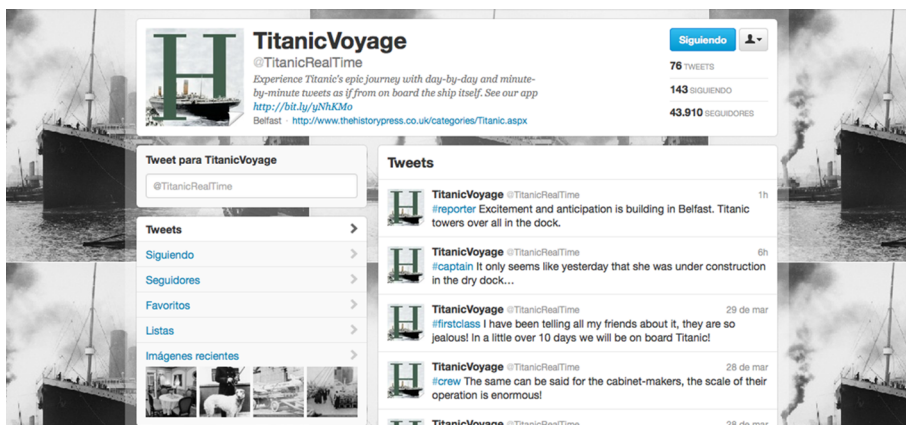 H
TitanicVoyage
@TitanicRealTime
Experience Titanic's epic journey with day-by-day and minute-
by-minute tweets as if from on board the ship itself. See our app
http://bit.ly/yNhKMo
Belfast · http://www.thehistorypress.co.uk/categories/Titanic.aspx
Siguiendo
76 TWEETS
143 SIGUIENDO
43.910 SEGUIDORES
Tweet para TitanicVoyage
@TitanicRealTime
Tweets
Siguiendo
Seguidores
Favoritos
Listas
Imágenes recientes
Tweets
TitanicVoyage @TitanicRealTime 1h
#reporter Excitement and anticipation is building in Belfast. Titanic
towers over all in the dock.
TitanicVoyage @TitanicRealTime 6h
#captain It only seems like yesterday that she was under construction
in the dry dock...
TitanicVoyage @TitanicRealTime 29 de mar
#firstclass I have been telling all my friends about it, they are so
jealous! In a little over 10 days we will be on board Titanic!
TitanicVoyage @TitanicRealTime 28 de mar
#crew The same can be said for the cabinet-makers, the scale of their
operation is enormous!
TitanicVoyage @TitanicRealTime 28 de mar